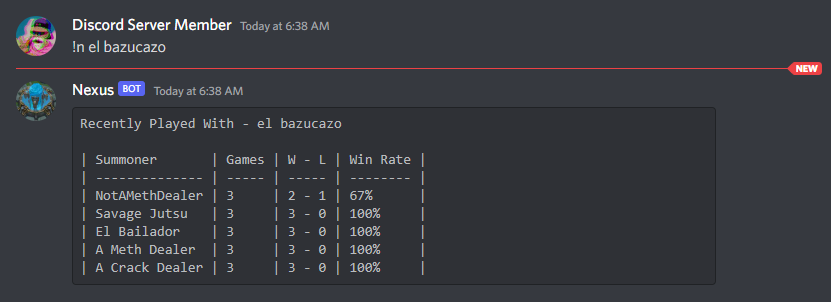 Discord Server Member Today at 6:38 AM
!n el bazucazo
NEW
Nexus BOT Today at 6:38 AM
Recently Played With - el bazucazo
| Summoner | Games | W - L | Win Rate |
| -------------- | ----- | ----- | -------- |
| NotAMethDealer | 3 | 2 - 1 | 67% |
| Savage Jutsu | 3 | 3 - 0 | 100% |
| El Bailador | 3 | 3 - 0 | 100% |
| A Meth Dealer | 3 | 3 - 0 | 100% |
| A Crack Dealer | 3 | 3 - 0 | 100% |